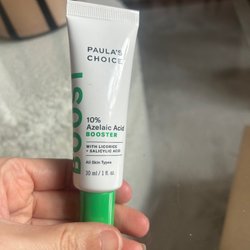 BOOST
PAULA'S
CHOICE
10%
Azelaic Acid
BOOSTER
WITH LICORICE
+ SALICYLIC ACID
All Skin Types
30 ml / 1 fl. oz.